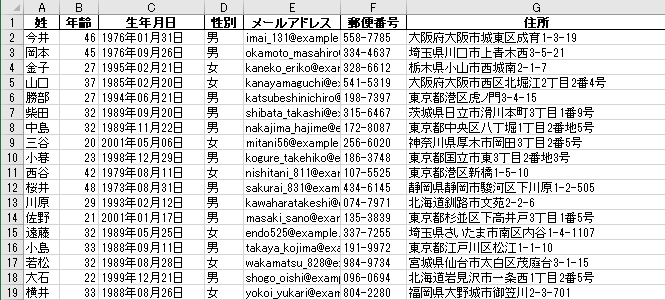 A B C D E F G
1 姓 年齢 生年月日 性別 メールアドレス 郵便番号 住所
2 今井 46 1976年01月31日 男 imai_131@example 558-7785 大阪府大阪市城東区成育1-3-19
3 岡本 45 1976年09月26日 男 okamoto_masahiro 334-4637 埼玉県川口市上青木西3-5-21
4 金子 27 1995年02月21日 女 kaneko_eriko@exa 328-6612 栃木県小山市西城南2-1-7
5 山口 37 1985年02月20日 女 kanayamaguchi@ex 541-5319 大阪府大阪市西区北堀江2丁目2番4号
6 勝部 27 1994年06月21日 男 katsubeshinichiro 198-7397 東京都港区虎ノ門3-4-15
7 柴田 32 1989年09月20日 男 shibata_takashi@e 315-6467 茨城県日立市滑川本町3丁目1番9号
8 中島 32 1989年11月22日 男 nakajima_hajime@e 172-8087 東京都中央区八丁堀1丁目2番地5号
9 三谷 20 2001年05月06日 女 mitani56@example 256-6020 神奈川県厚木市岡田3丁目2番5号
10 小暮 23 1998年12月29日 男 kogure_takehiko@e 186-3748 東京都国立市東3丁目2番地3号
11 西谷 42 1979年08月11日 女 nishitani_811@exam 107-5525 東京都港区新橋1-5-10
12 桜井 48 1973年08月31日 男 sakurai_831@examp 434-6145 静岡県静岡市駿河区下川原1-2-505
13 川原 29 1993年02月12日 男 kawaharatakeshi@ 074-7971 北海道釧路市文苑2-2-6
14 佐野 21 2001年01月17日 男 masaki_sano@exam 135-3839 東京都杉並区下高井戸3丁目1番5号
15 遠藤 32 1989年05月25日 女 endo525@example. 337-7255 埼玉県さいたま市南区内谷1-4-1107
16 小島 33 1988年09月11日 男 takaya_kojima@exa 191-9972 東京都江戸川区松江1-1-10
17 若松 32 1989年08月28日 女 wakamatsu_828@e 984-9734 宮城県仙台市太白区茂庭3-1-15
18 大石 22 1999年12月21日 男 shogo_oishi@exam 096-0694 北海道岩見沢市一条西1丁目2番5号
19 横井 33 1988年08月26日 女 yokoi_yukari@exam 804-2280 福岡県大野城市御笠川2-3-701